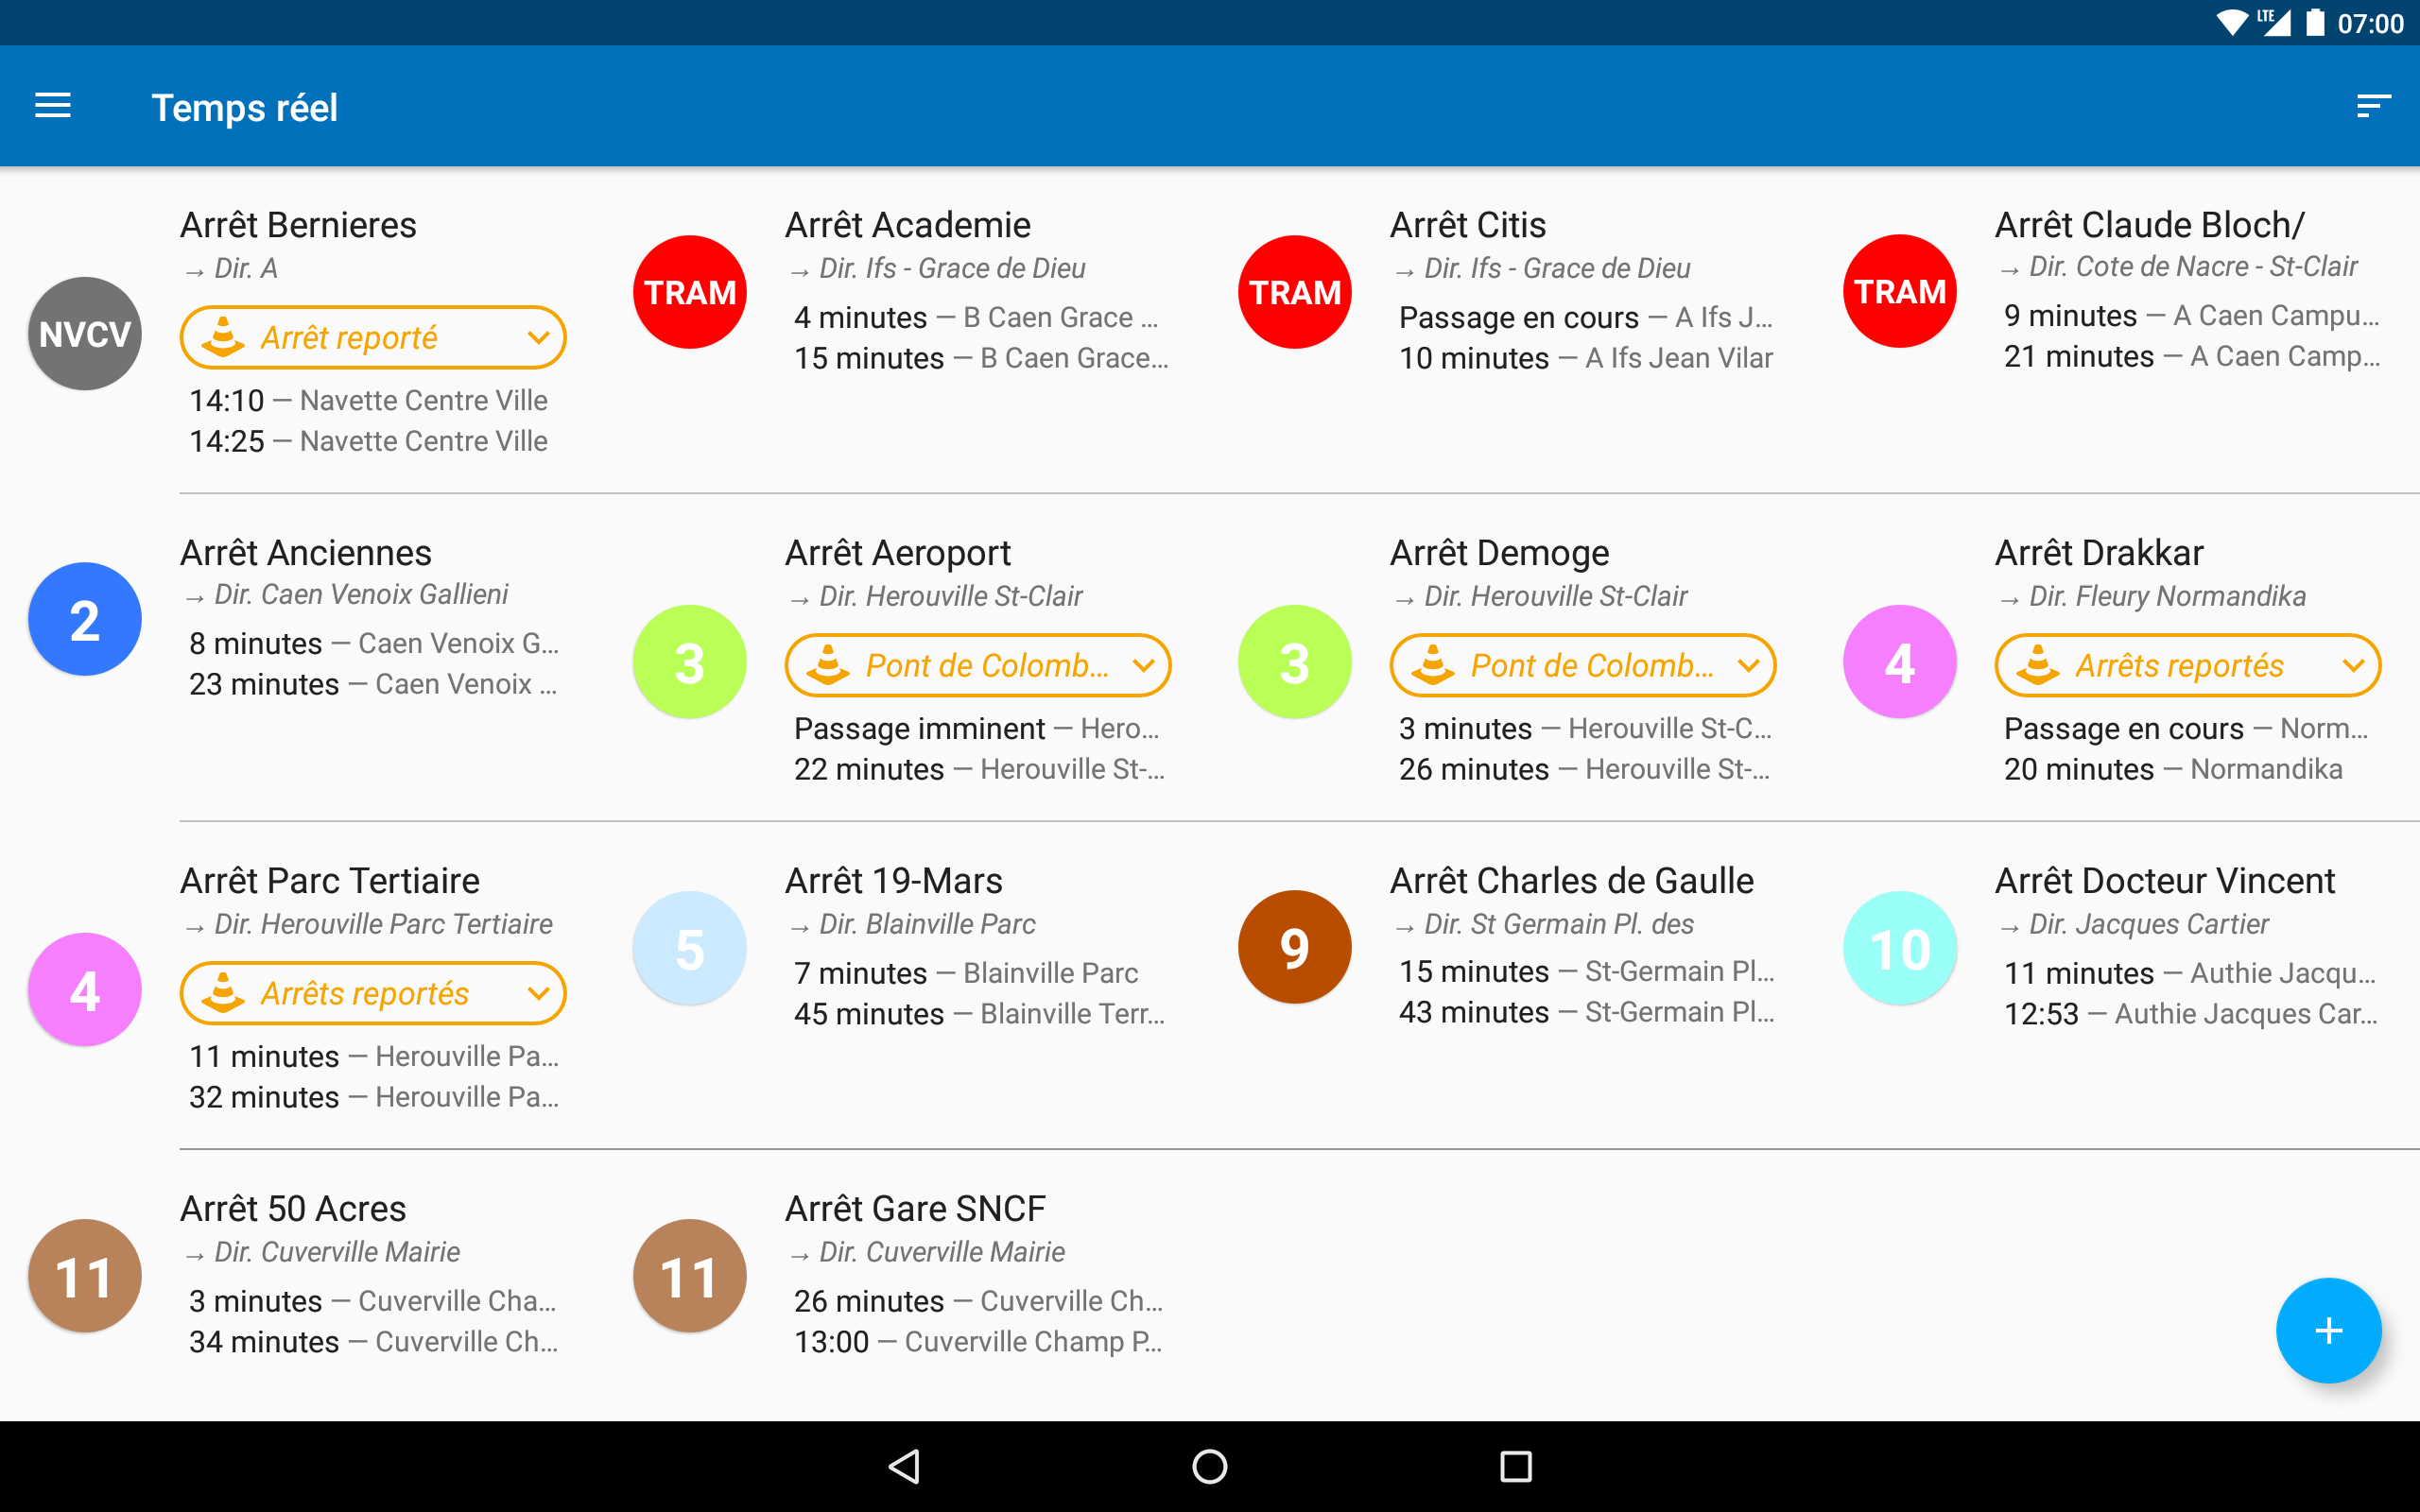 LTE 07:00
Temps réel
NVCV
Arrêt Bernieres
→ Dir. A
Arrêt reporté
14:10 — Navette Centre Ville
14:25 — Navette Centre Ville
TRAM
Arrêt Academie
→ Dir. Ifs - Grace de Dieu
4 minutes — B Caen Grace ...
15 minutes — B Caen Grace...
TRAM
Arrêt Citis
→ Dir. Ifs - Grace de Dieu
Passage en cours — A Ifs J...
10 minutes — A Ifs Jean Vilar
TRAM
Arrêt Claude Bloch/
→ Dir. Cote de Nacre - St-Clair
9 minutes — A Caen Campu...
21 minutes — A Caen Camp...
2
Arrêt Anciennes
→ Dir. Caen Venoix Gallieni
8 minutes — Caen Venoix G...
23 minutes — Caen Venoix ...
3
Arrêt Aeroport
→ Dir. Herouville St-Clair
Pont de Colomb...
Passage imminent — Hero...
22 minutes — Herouville St-...
3
Arrêt Demoge
→ Dir. Herouville St-Clair
Pont de Colomb...
3 minutes — Herouville St-C...
26 minutes — Herouville St-...
4
Arrêt Drakkar
→ Dir. Fleury Normandika
Arrêts reportés
Passage en cours — Norm...
20 minutes — Normandika
4
Arrêt Parc Tertiaire
→ Dir. Herouville Parc Tertiaire
Arrêts reportés
11 minutes — Herouville Pa...
32 minutes — Herouville Pa...
5
Arrêt 19-Mars
→ Dir. Blainville Parc
7 minutes — Blainville Parc
45 minutes — Blainville Terr...
9
Arrêt Charles de Gaulle
→ Dir. St Germain Pl. des
15 minutes — St-Germain Pl...
43 minutes — St-Germain Pl...
10
Arrêt Docteur Vincent
→ Dir. Jacques Cartier
11 minutes — Authie Jacqu...
12:53 — Authie Jacques Car...
11
Arrêt 50 Acres
→ Dir. Cuverville Mairie
3 minutes — Cuverville Cha...
34 minutes — Cuverville Ch...
11
Arrêt Gare SNCF
→ Dir. Cuverville Mairie
26 minutes — Cuverville Ch...
13:00 — Cuverville Champ P...